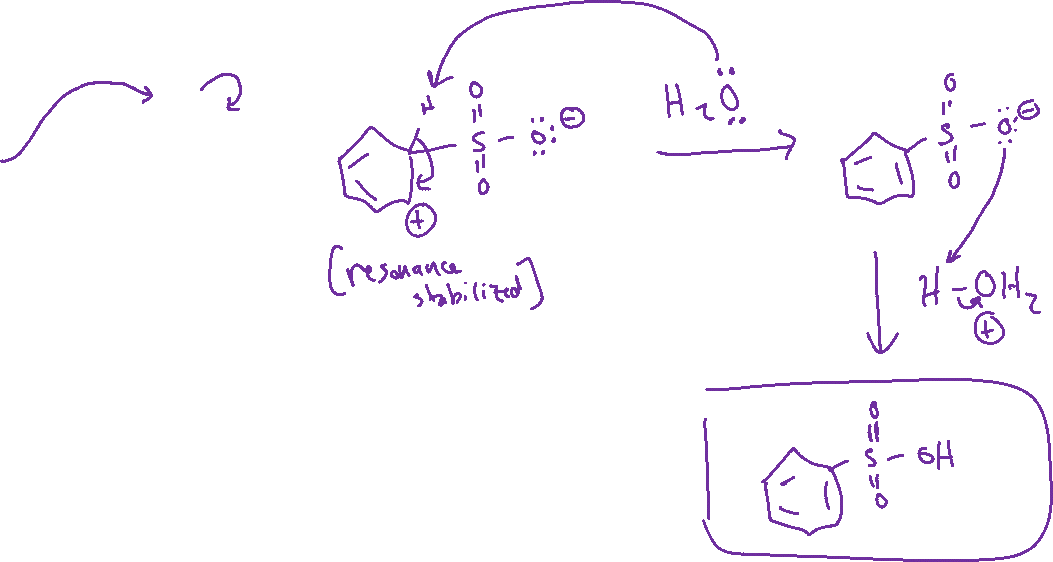 H
O
S
O
O
⊖
⊕
[resonance
stabilized]
H₂O
O
S
O
O
⊖
H-OH₂
⊕
O
S
OH
O